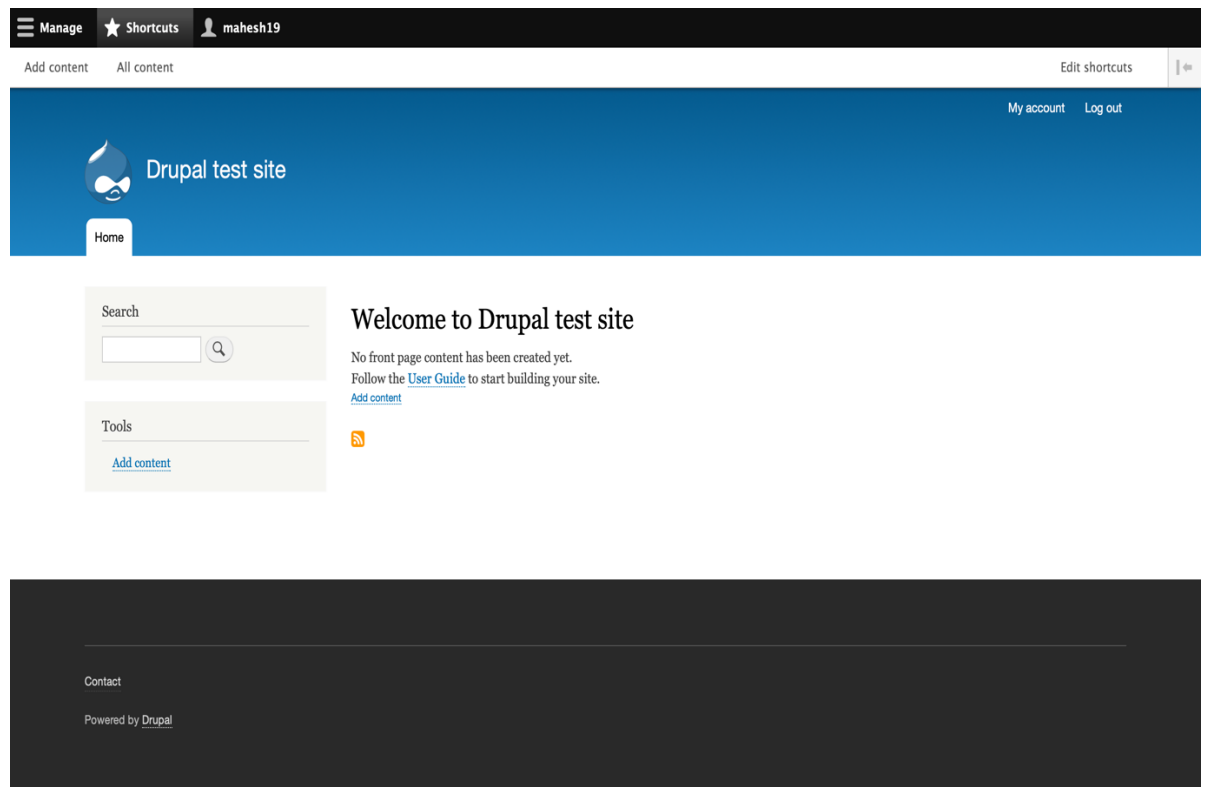 Manage Shortcuts mahesh19
Add content All content Edit shortcuts
My account Log out
Drupal test site
Home
Search
Tools
Add content
Welcome to Drupal test site
No front page content has been created yet.
Follow the User Guide to start building your site.
Add content
Contact
Powered by Drupal